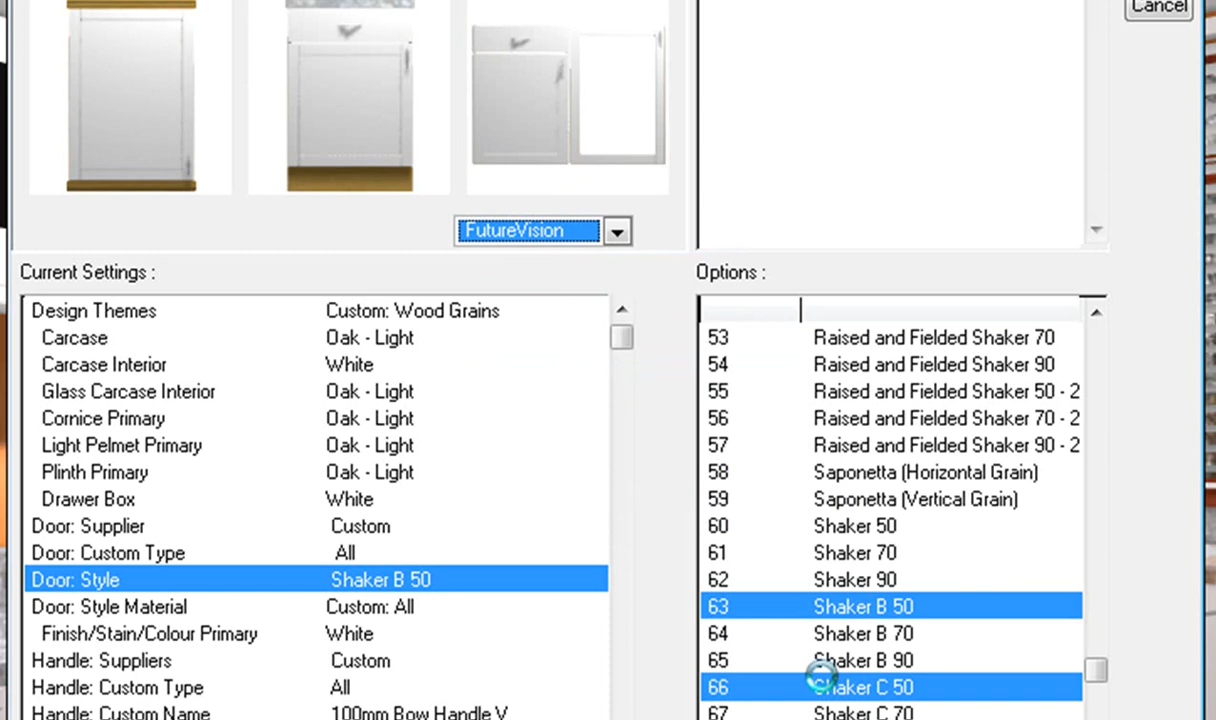 Cancel
FutureVision
Current Settings :
Options :
Design Themes Custom: Wood Grains
Carcase Oak - Light
Carcase Interior White
Glass Carcase Interior Oak - Light
Cornice Primary Oak - Light
Light Pelmet Primary Oak - Light
Plinth Primary Oak - Light
Drawer Box White
Door: Supplier Custom
Door: Custom Type All
Door: Style Shaker B 50
Door: Style Material Custom: All
Finish/Stain/Colour Primary White
Handle: Suppliers Custom
Handle: Custom Type All
Handle: Custom Name 100mm Bow Handle V
53 Raised and Fielded Shaker 70
54 Raised and Fielded Shaker 90
55 Raised and Fielded Shaker 50 - 2
56 Raised and Fielded Shaker 70 - 2
57 Raised and Fielded Shaker 90 - 2
58 Saponetta (Horizontal Grain)
59 Saponetta (Vertical Grain)
60 Shaker 50
61 Shaker 70
62 Shaker 90
63 Shaker B 50
64 Shaker B 70
65 Shaker B 90
66 Shaker C 50
67 Shaker C 70